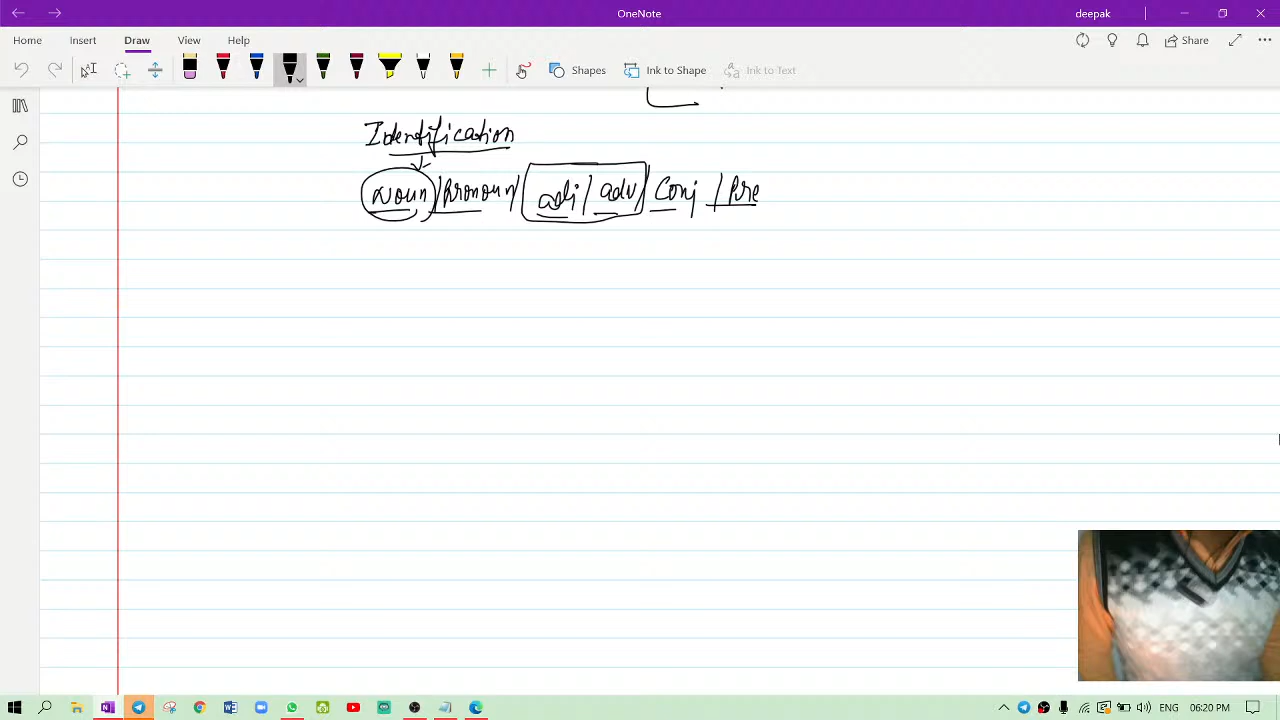 OneNote
deepak
Home Insert Draw View Help
Share
Shapes Ink to Shape Ink to Text
Identification
Noun/Pronoun/adj/adv/Conj/Pre
06:20 PM